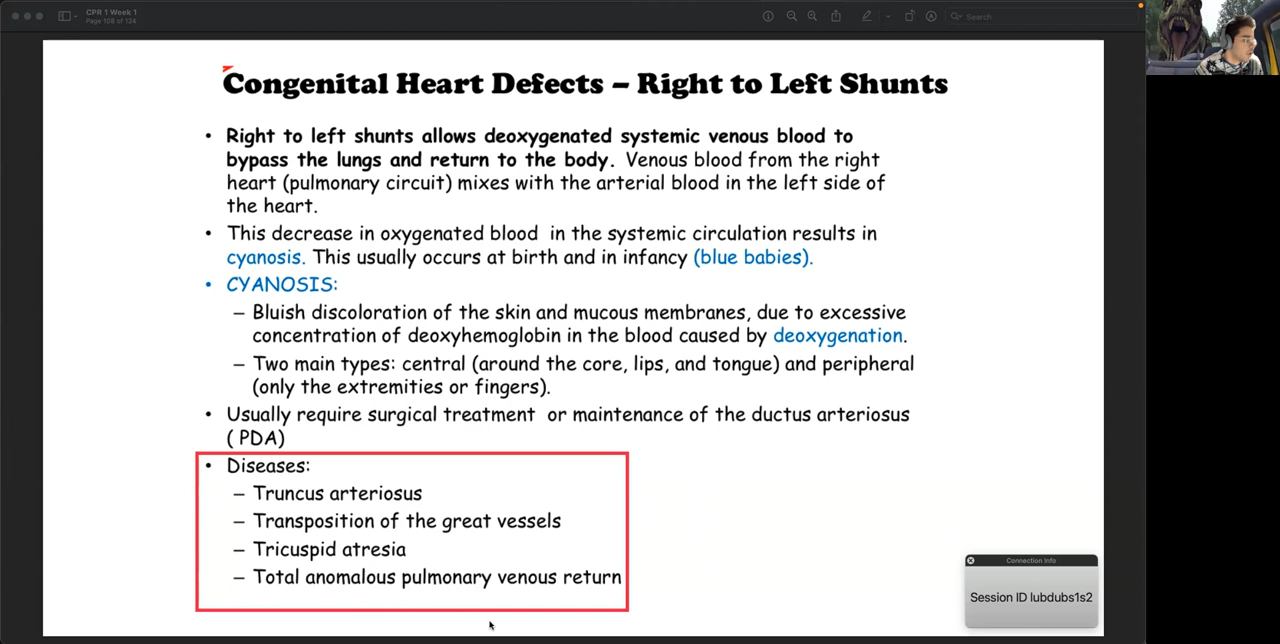 CPR 1 Week 1
Page 108 of 124
Search
Congenital Heart Defects – Right to Left Shunts
• Right to left shunts allows deoxygenated systemic venous blood to
bypass the lungs and return to the body. Venous blood from the right
heart (pulmonary circuit) mixes with the arterial blood in the left side of
the heart.
• This decrease in oxygenated blood in the systemic circulation results in
cyanosis. This usually occurs at birth and in infancy (blue babies).
• CYANOSIS:
– Bluish discoloration of the skin and mucous membranes, due to excessive
concentration of deoxyhemoglobin in the blood caused by deoxygenation.
– Two main types: central (around the core, lips, and tongue) and peripheral
(only the extremities or fingers).
• Usually require surgical treatment or maintenance of the ductus arteriosus
( PDA)
• Diseases:
– Truncus arteriosus
– Transposition of the great vessels
– Tricuspid atresia
– Total anomalous pulmonary venous return
Connection Info
Session ID lubdubs1s2